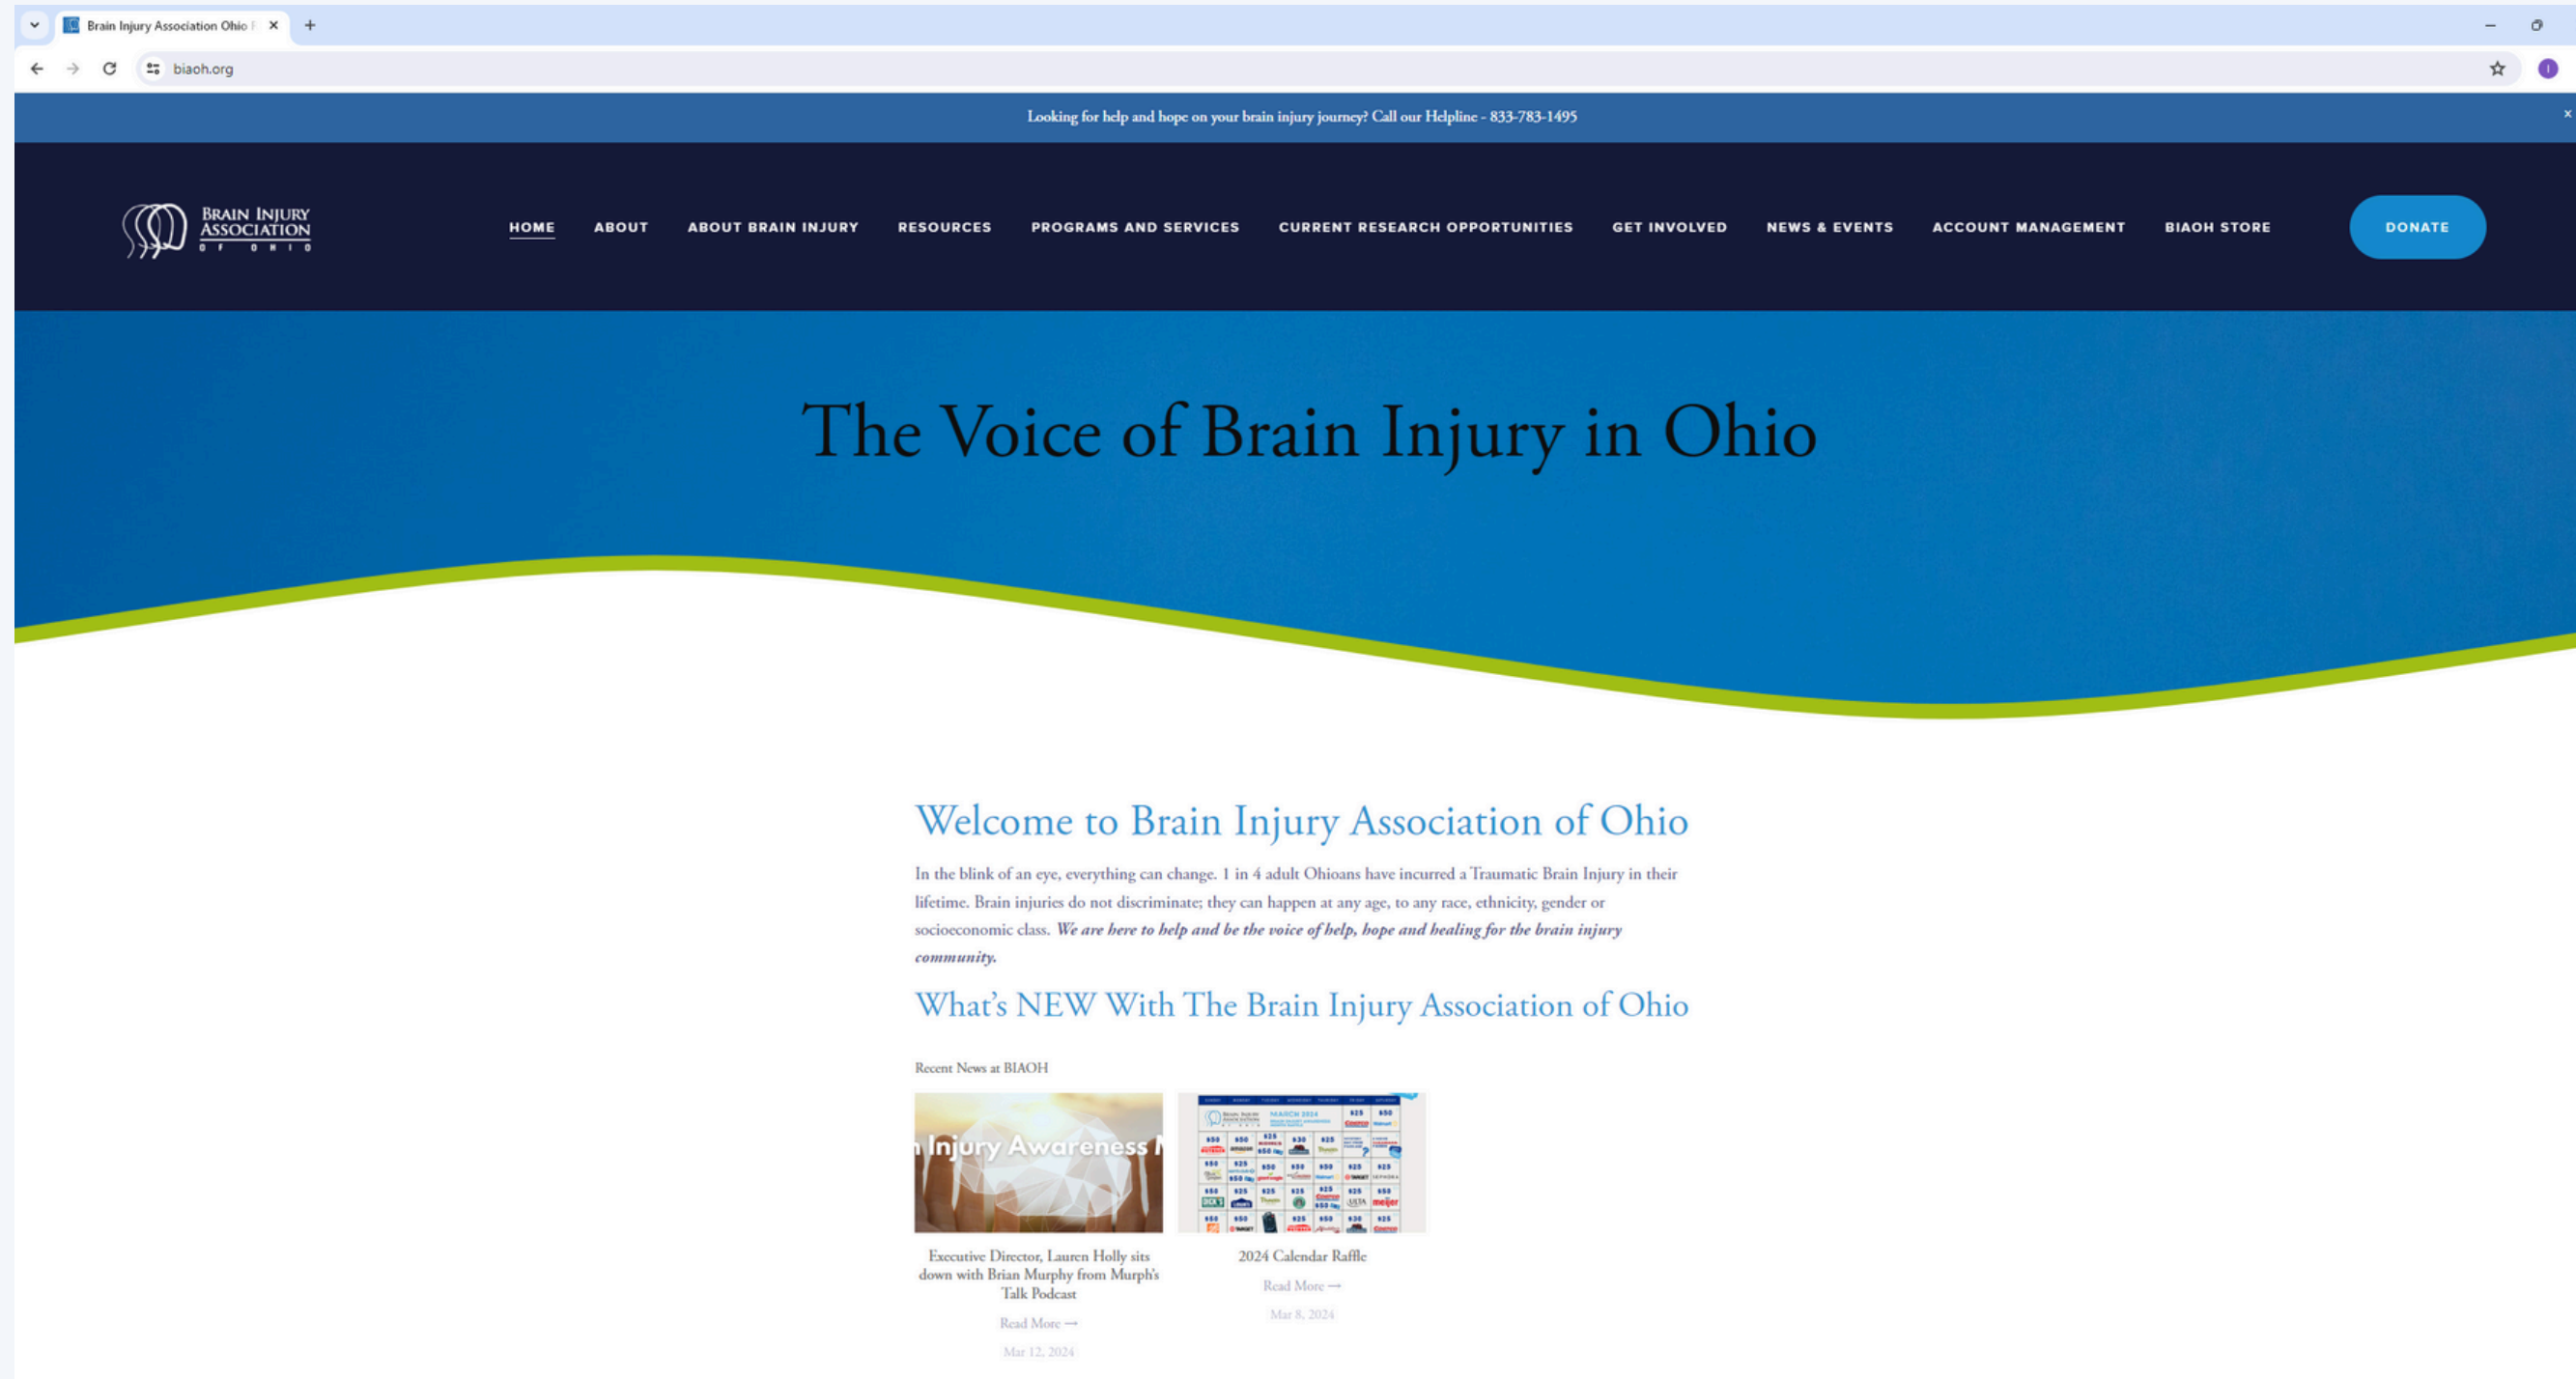 Brain Injury Association Ohio
biaoh.org
Looking for help and hope on your brain injury journey? Call our Helpline - 833-783-1495
BRAIN INJURY
ASSOCIATION
OF OHIO
HOME ABOUT ABOUT BRAIN INJURY RESOURCES PROGRAMS AND SERVICES CURRENT RESEARCH OPPORTUNITIES GET INVOLVED NEWS & EVENTS ACCOUNT MANAGEMENT BIAOH STORE DONATE
The Voice of Brain Injury in Ohio
Welcome to Brain Injury Association of Ohio
In the blink of an eye, everything can change. 1 in 4 adult Ohioans have incurred a Traumatic Brain Injury in their
lifetime. Brain injuries do not discriminate; they can happen at any age, to any race, ethnicity, gender or
socioeconomic class. We are here to help and be the voice of help, hope and healing for the brain injury
community.
What's NEW With The Brain Injury Association of Ohio
Recent News at BIAOH
Injury Awareness
MARCH 2024
Executive Director, Lauren Holly sits
down with Brian Murphy from Murph's
Talk Podcast
Read More →
Mar 12, 2024
2024 Calendar Raffle
Read More →
Mar 8, 2024